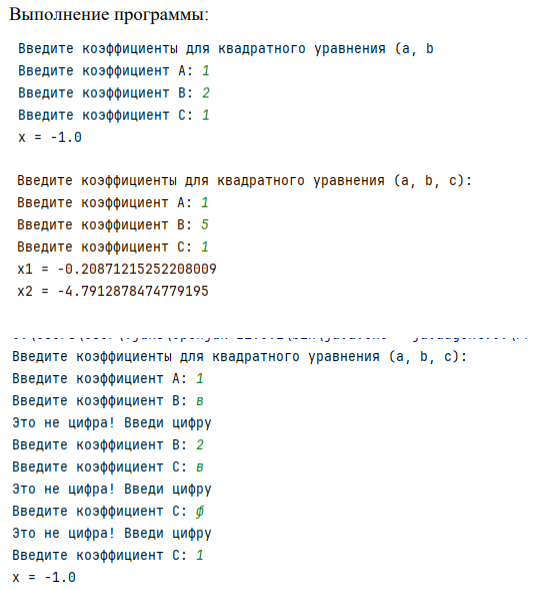 Выполнение программы:
Введите коэффициенты для квадратного уравнения (a, b
Введите коэффициент A: 1
Введите коэффициент B: 2
Введите коэффициент C: 1
x = -1.0
Введите коэффициенты для квадратного уравнения (a, b, c):
Введите коэффициент A: 1
Введите коэффициент B: 5
Введите коэффициент C: 1
x1 = -0.20871215252208009
x2 = -4.7912878474779195
Введите коэффициенты для квадратного уравнения (a, b, c):
Введите коэффициент A: 1
Введите коэффициент B: в
Это не цифра! Введи цифру
Введите коэффициент B: 2
Введите коэффициент C: в
Это не цифра! Введи цифру
Введите коэффициент C: ф
Это не цифра! Введи цифру
Введите коэффициент C: 1
x = -1.0